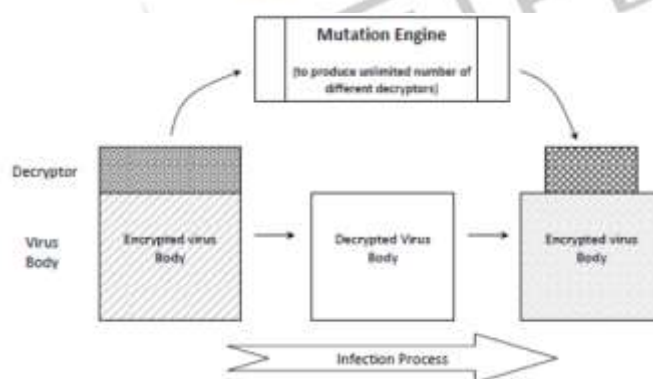 Mutation Engine
(to produce unlimited number of
different decryptors)
Decryptor
Virus
Body
Encrypted virus
Body
Decrypted Virus
Body
Encrypted virus
Body
Infection Process